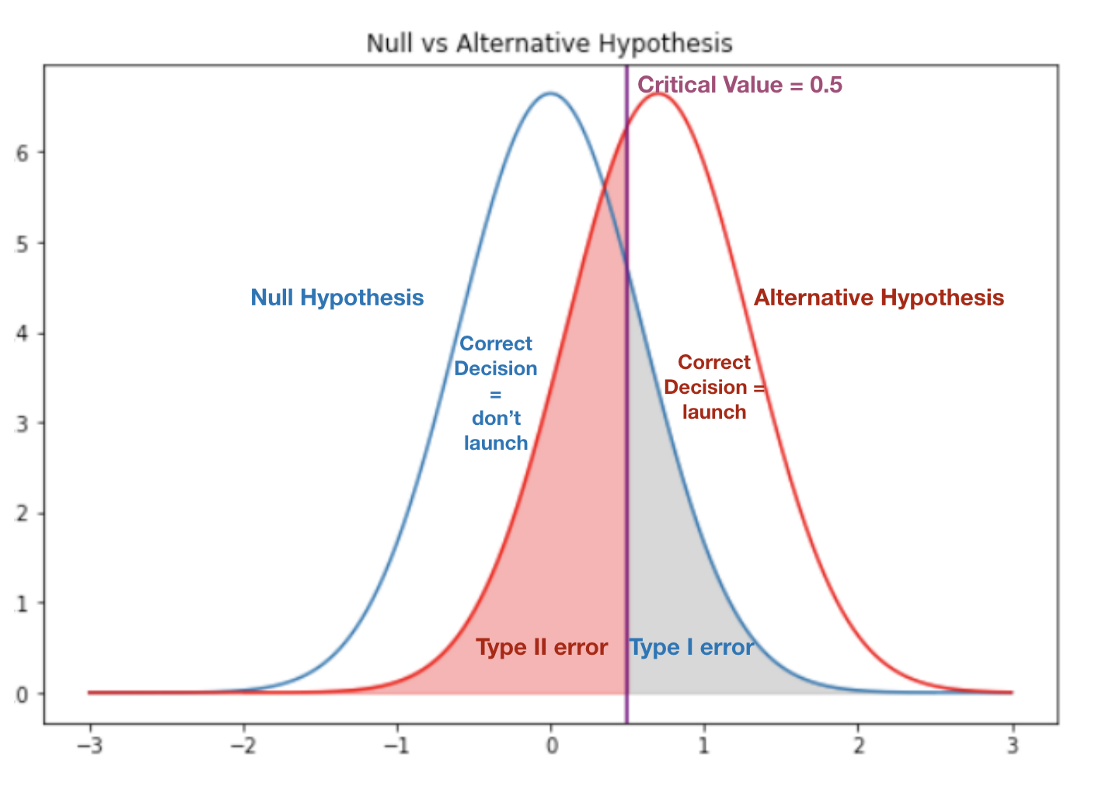 Null vs Alternative Hypothesis
Critical Value = 0.5
6
5
4
3
2
1
0
Null Hypothesis
Alternative Hypothesis
Correct
Decision
=
don’t
launch
Correct
Decision =
launch
Type II error
Type I error
−3
−2
−1
0
1
2
3